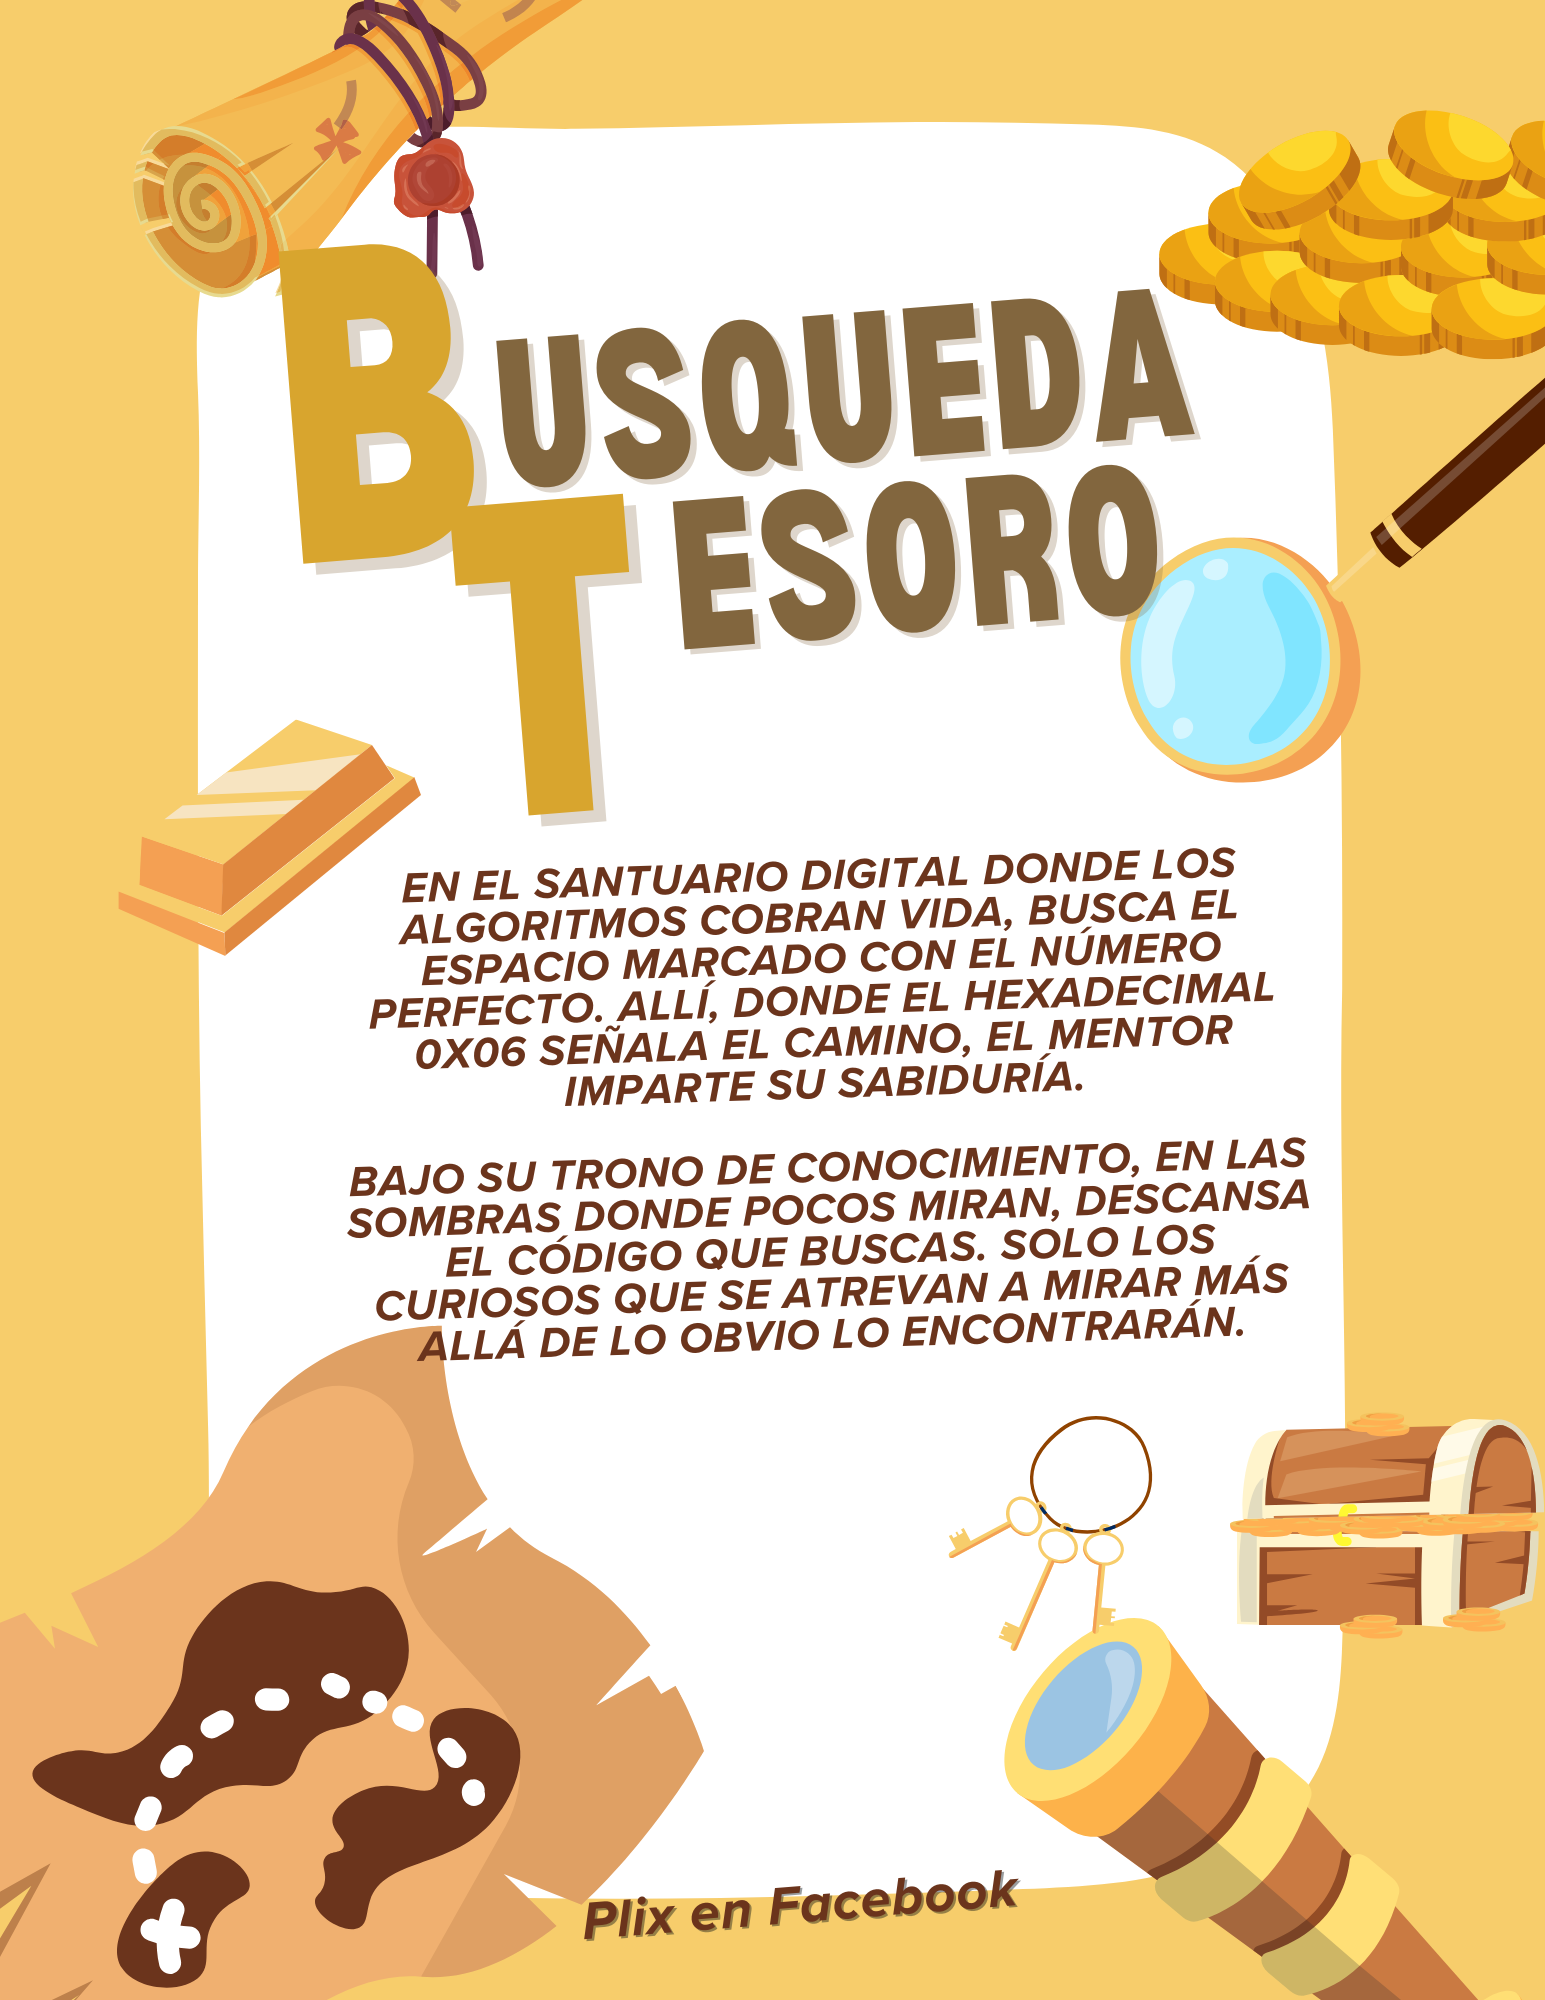 BUSQUEDA
TESORO
EN EL SANTUARIO DIGITAL DONDE LOS
ALGORITMOS COBRAN VIDA, BUSCA EL
ESPACIO MARCADO CON EL NÚMERO
PERFECTO. ALLÍ, DONDE EL HEXADECIMAL
0X06 SEÑALA EL CAMINO, EL MENTOR
IMPARTE SU SABIDURÍA.
BAJO SU TRONO DE CONOCIMIENTO, EN LAS
SOMBRAS DONDE POCOS MIRAN, DESCANSA
EL CÓDIGO QUE BUSCAS. SOLO LOS
CURIOSOS QUE SE ATREVAN A MIRAR MÁS
ALLÁ DE LO OBVIO LO ENCONTRARÁN.
Plix en Facebook